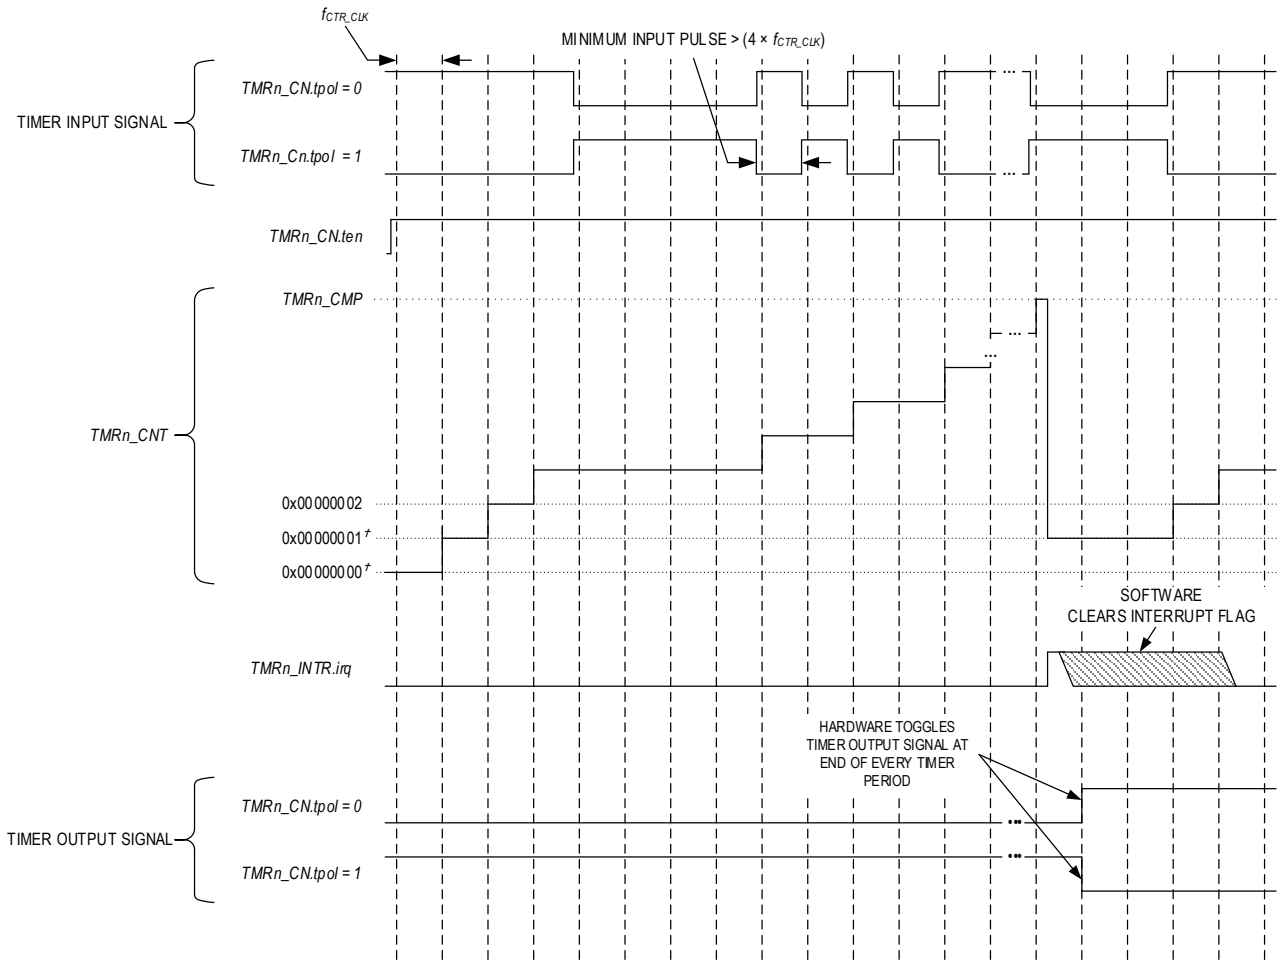 fCTR_CLK
MINIMUM INPUT PULSE > (4 × fCTR_CLK)
TMRn_CN.tpol = 0
...
TIMER INPUT SIGNAL
TMRn_Cn.tpol = 1
...
TMRn_CN.ten
TMRn_CMP
...
...
TMRn_CNT
0x00000002
0x00000001†
0x00000000†
SOFTWARE
CLEARS INTERRUPT FLAG
TMRn_INTR.irq
HARDWARE TOGGLES
TIMER OUTPUT SIGNAL AT
END OF EVERY TIMER
PERIOD
TMRn_CN.tpol = 0
...
TIMER OUTPUT SIGNAL
...
TMRn_CN.tpol = 1